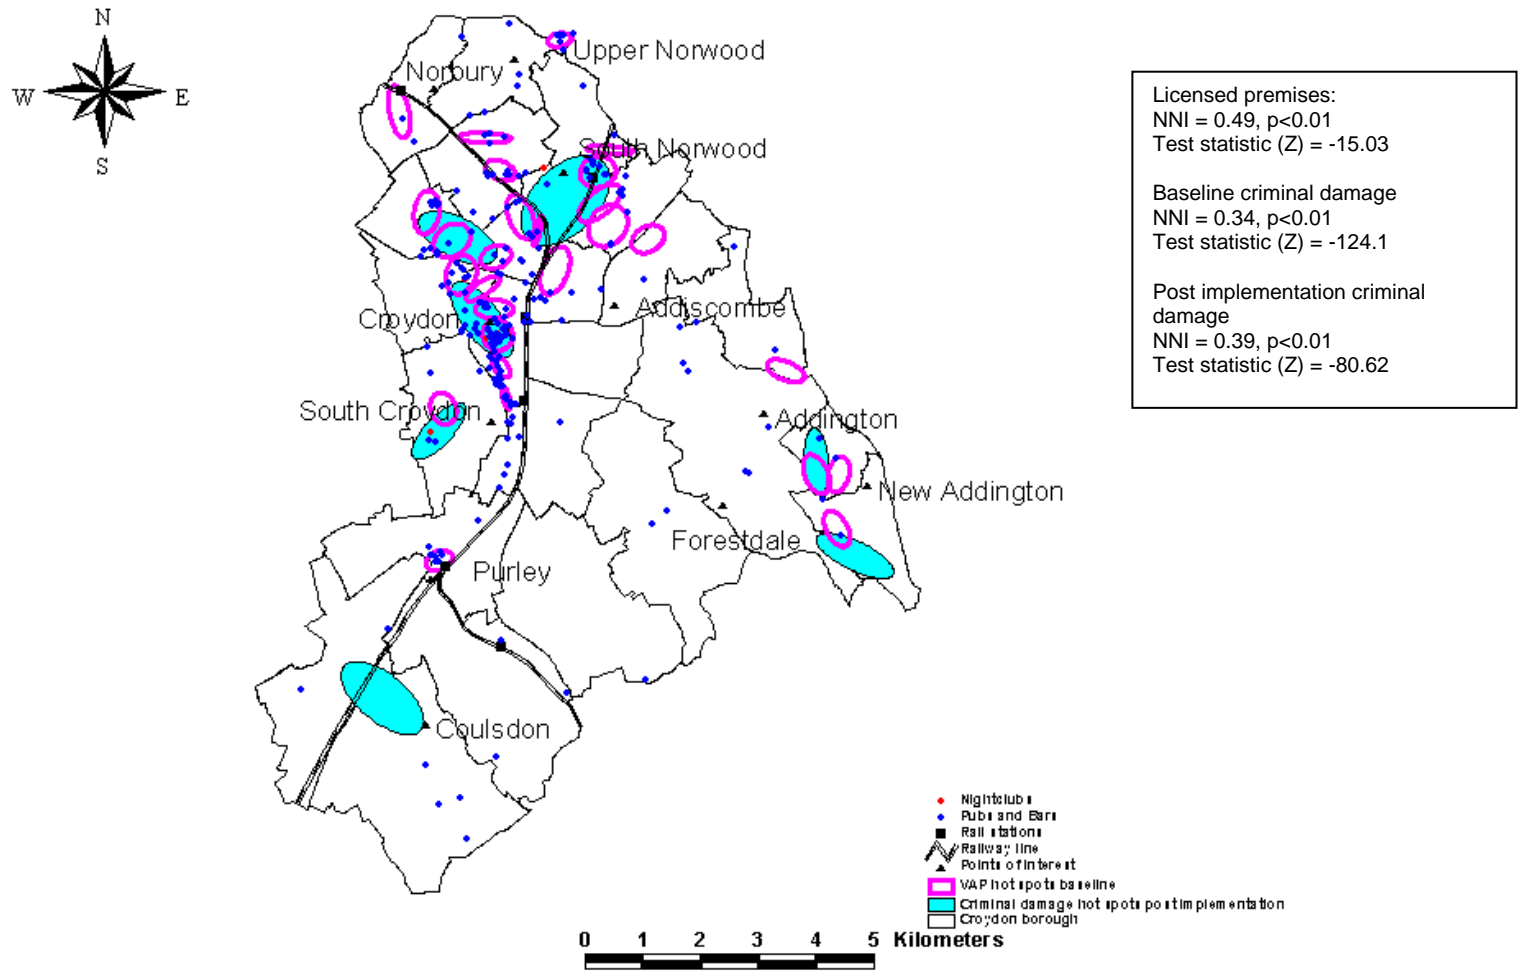 N
W
E
S
Upper Norwood
Norbury
South Norwood
Croydon
Addiscombe
South Croydon
Addington
New Addington
Forestdale
Purley
Coulsdon
Licensed premises:
NNI = 0.49, p<0.01
Test statistic (Z) = -15.03
Baseline criminal damage
NNI = 0.34, p<0.01
Test statistic (Z) = -124.1
Post implementation criminal
damage
NNI = 0.39, p<0.01
Test statistic (Z) = -80.62
Nightclubs
Pubs and Bars
Rail stations
Railway line
Points of interest
VAP hot spots baseline
Criminal damage hot spots post implementation
Croydon borough
0 1 2 3 4 5 Kilometers